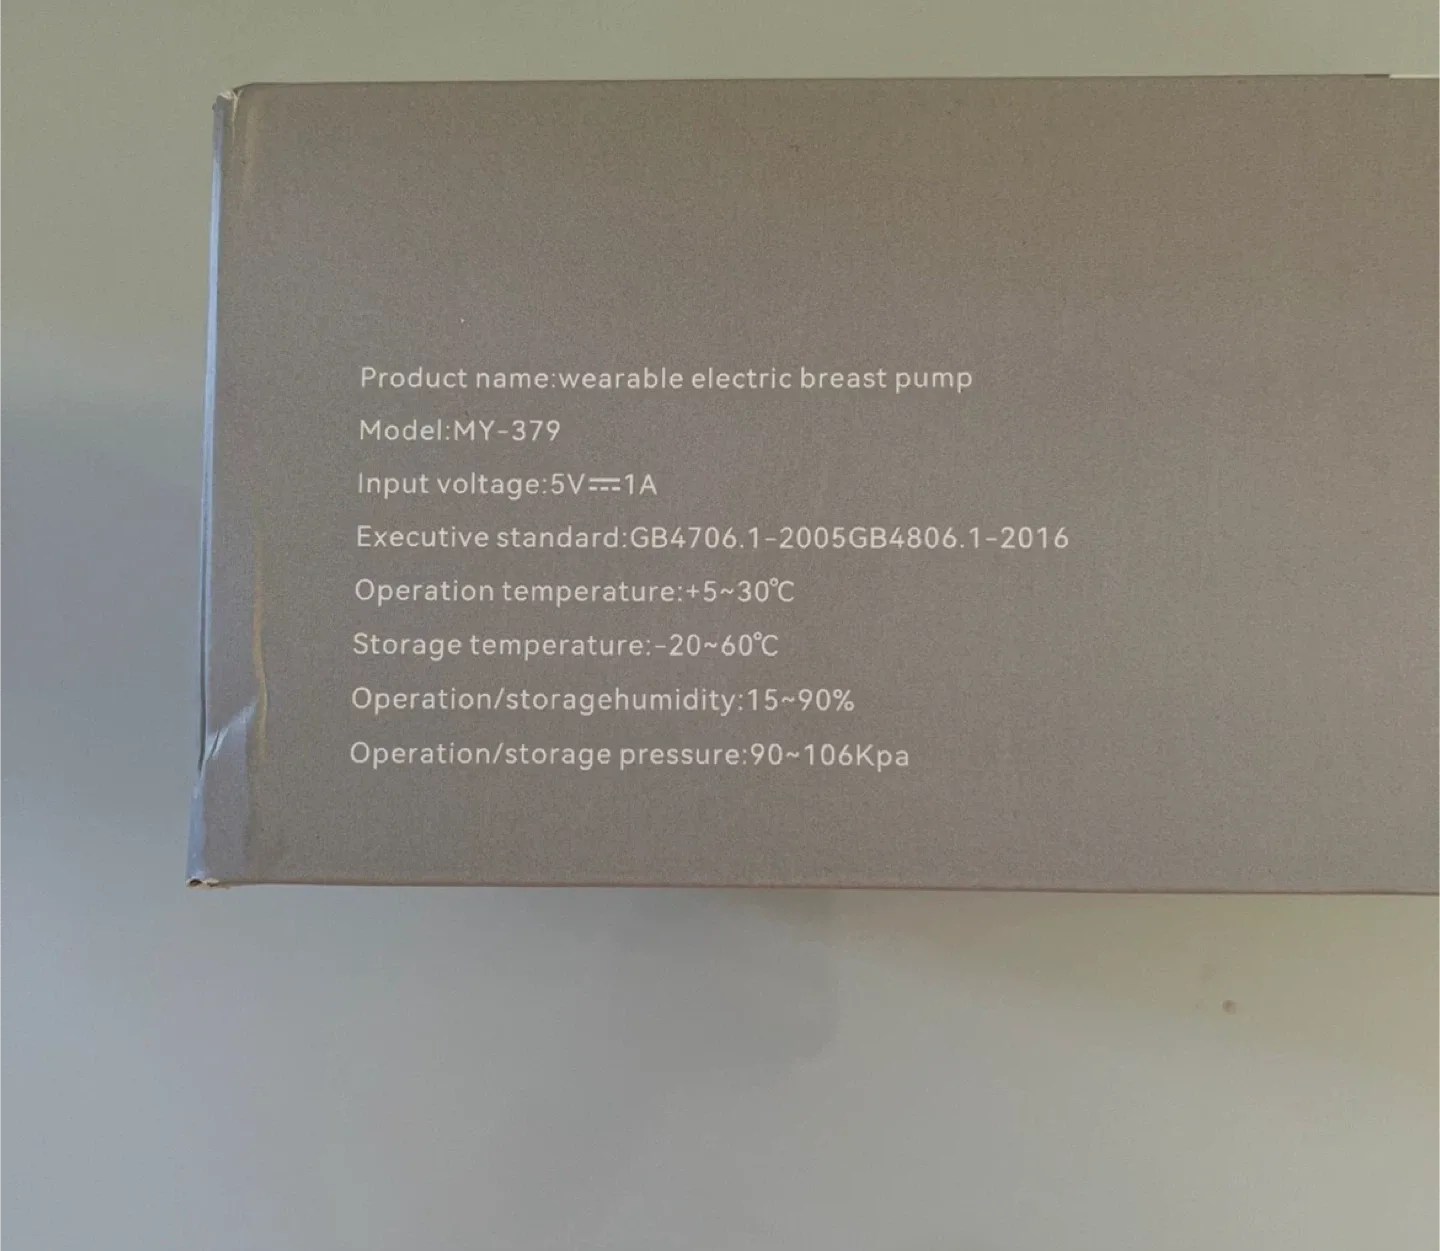 Product name:wearable electric breast pump
Model:MY-379
Input voltage:5V⎓1A
Executive standard:GB4706.1-2005GB4806.1-2016
Operation temperature:+5~30℃
Storage temperature:-20~60℃
Operation/storagehumidity:15~90%
Operation/storage pressure:90~106Kpa